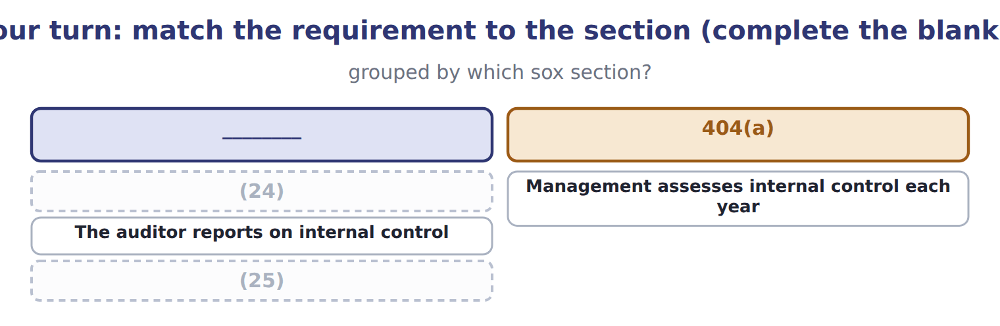 our turn: match the requirement to the section (complete the blank
grouped by which sox section?
________
404(a)
(24)
Management assesses internal control each
year
The auditor reports on internal control
(25)